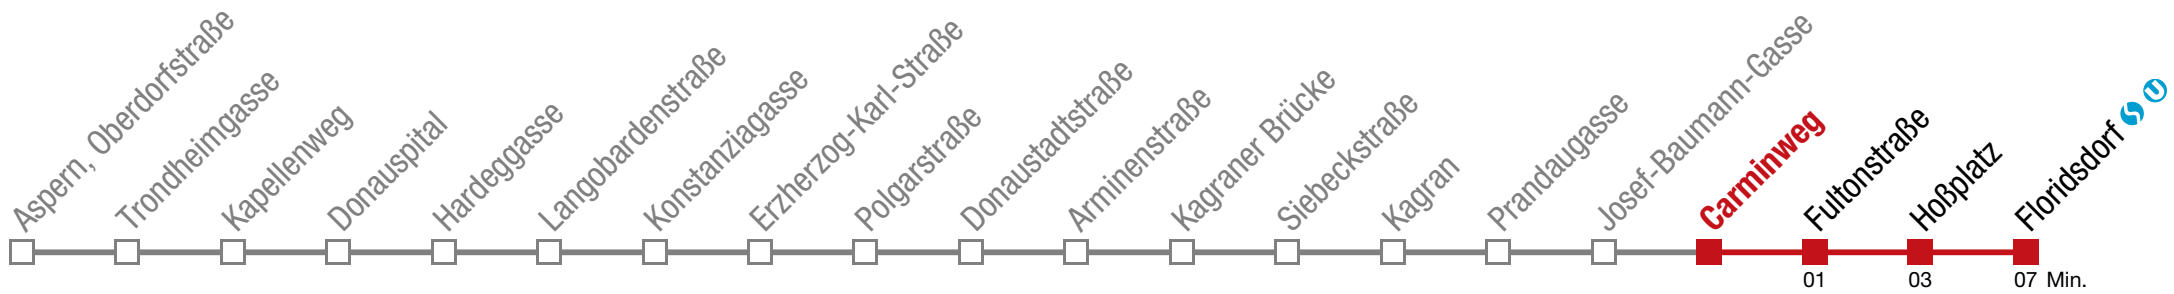 Aspern, Oberdorfstraße
Trondheimgasse
Kapellenweg
Donauspital
Hardeggasse
Langobardenstraße
Konstanziagasse
Erzherzog-Karl-Straße
Polgarstraße
Donaustadtstraße
Arminenstraße
Kagraner Brücke
Siebeckstraße
Kagran
Prandaugasse
Josef-Baumann-Gasse
Carminweg
Fultonstraße
Hoßplatz
Floridsdorf S U
01 03 07 Min.